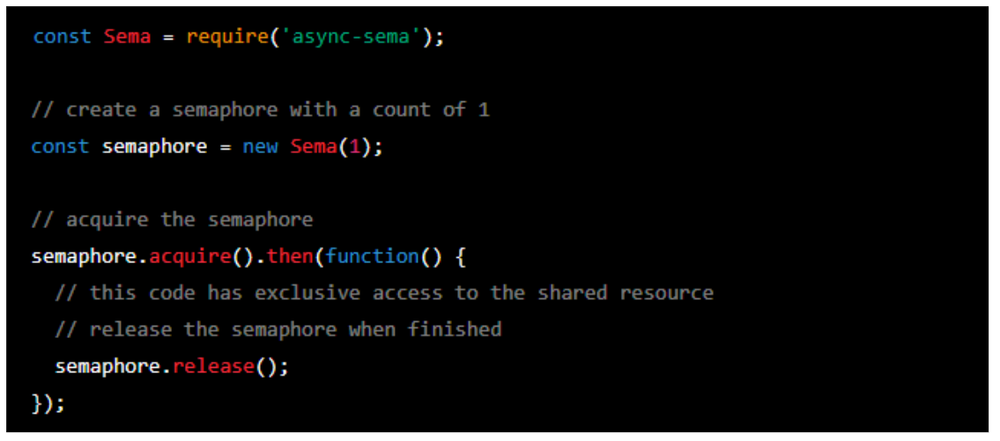 const Sema = require('async-sema');
// create a semaphore with a count of 1
const semaphore = new Sema(1);
// acquire the semaphore
semaphore.acquire().then(function() {
// this code has exclusive access to the shared resource
// release the semaphore when finished
semaphore.release();
});